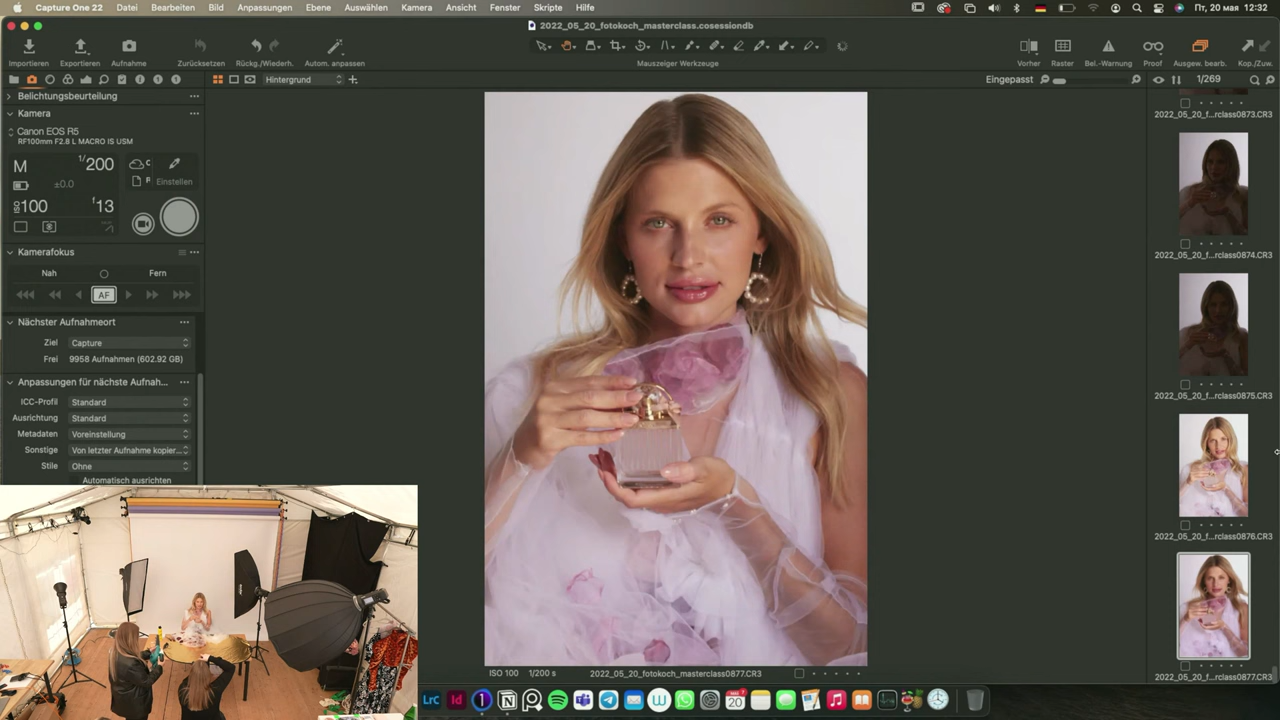 Capture One 22 Datei Bearbeiten Bild Anpassungen Ebene Auswählen Kamera Ansicht Fenster Skripte Hilfe Пт, 20 мая 12:32
2022_05_20_fotokoch_masterclass.cosessiondb
Importieren Exportieren Aufnahme Zurücksetzen Rückg./Wiederh. Autom. anpassen Mauszeiger Werkzeuge Vorher Raster Bel.-Warnung Proof Ausgew. bearb. Kop./Zuw.
Hintergrund Eingepasst 1/269
Belichtungsbeurteilung
Kamera
Canon EOS R5
RF100mm F2.8 L MACRO IS USM
M 1/200 C
±0.0 Einstellen
ISO100 f13
Kamerafokus
Nah Fern
AF
Nächster Aufnahmeort
Ziel Capture
Frei 9958 Aufnahmen (602.92 GB)
Anpassungen für nächste Aufnah...
ICC-Profil Standard
Ausrichtung Standard
Metadaten Voreinstellung
Sonstige Von letzter Aufnahme kopier...
Stile Ohne
Automatisch ausrichten
2022_05_20_f...rclass0873.CR3
2022_05_20_f...rclass0874.CR3
2022_05_20_f...rclass0875.CR3
2022_05_20_f...rclass0876.CR3
2022_05_20_f...rclass0877.CR3
ISO 100 1/200 s 2022_05_20_fotokoch_masterclass0877.CR3
Lrc Id 1 20